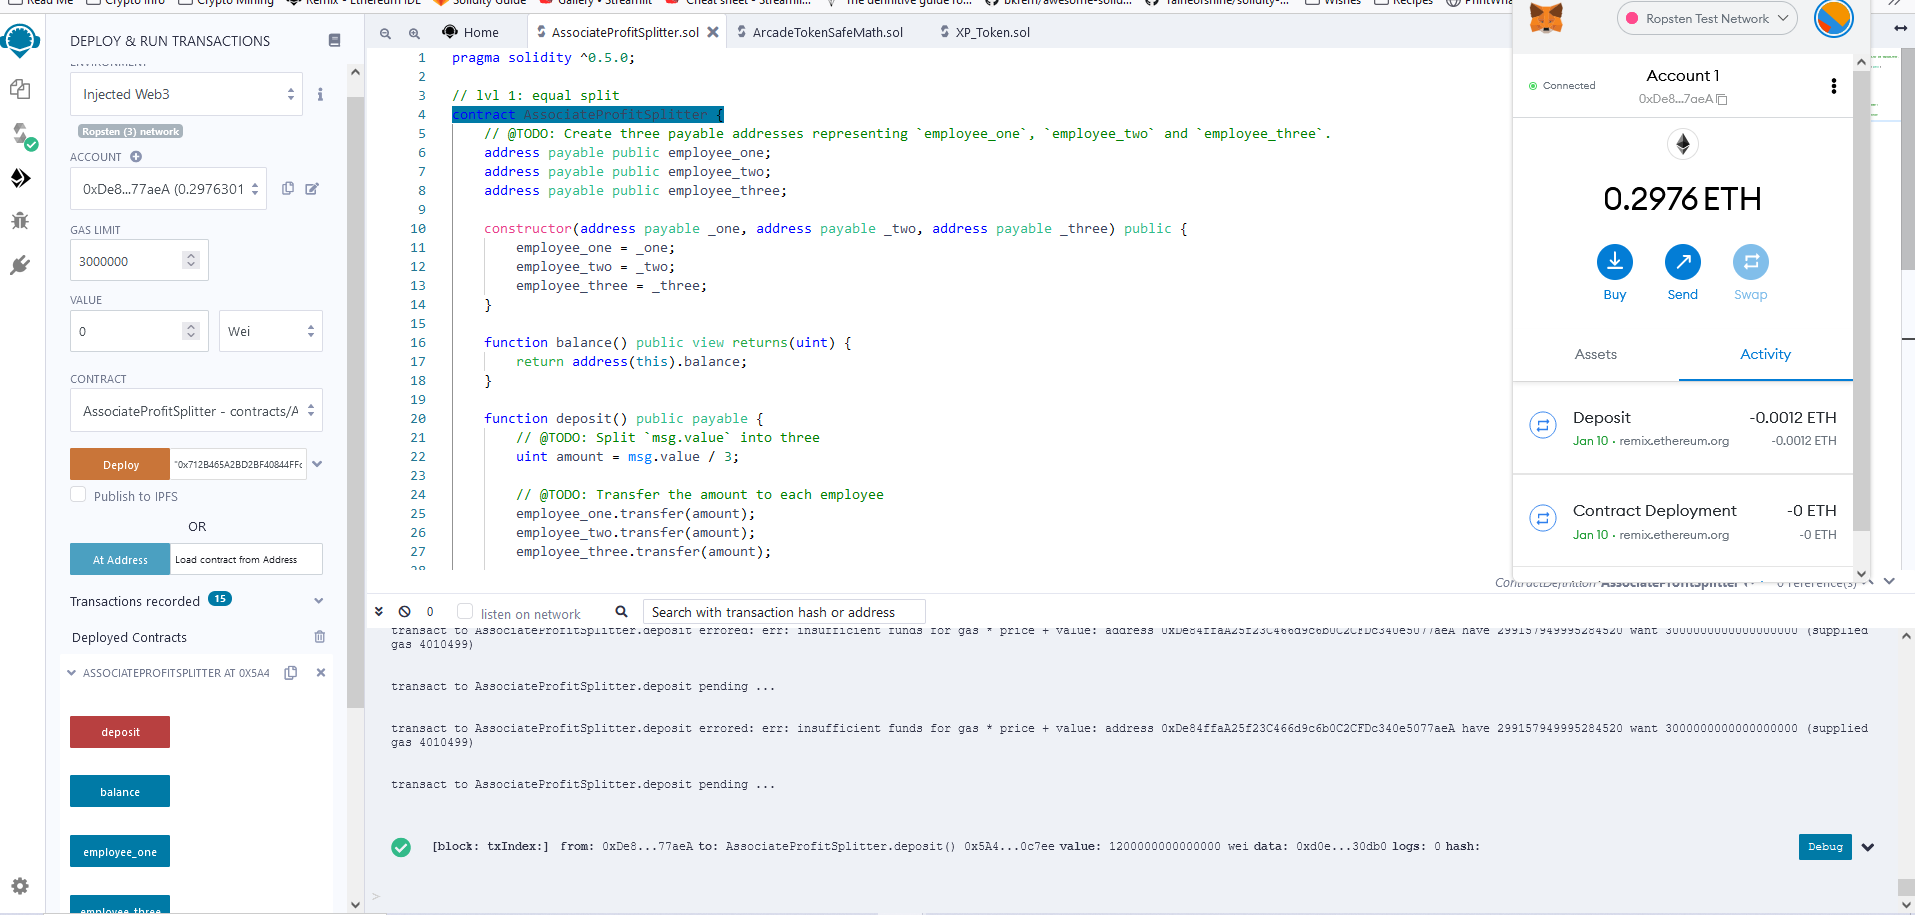 Read Me
Crypto Info
Crypto Mining
Remix - Ethereum IDE
Solidity Guide
Gallery · Streamlit
Cheat sheet - Streamli...
The definitive guide fo...
bkrem/awesome-solid...
Wishes
Recipes
DEPLOY & RUN TRANSACTIONS
ENVIRONMENT
Injected Web3
Ropsten (3) network
ACCOUNT
0xDe8...77aeA (0.2976301
GAS LIMIT
3000000
VALUE
0
Wei
CONTRACT
AssociateProfitSplitter - contracts/A
Deploy
"0x712B465A2BD2BF40844FFc
Publish to IPFS
OR
At Address
Load contract from Address
Transactions recorded 15
Deployed Contracts
ASSOCIATEPROFITSPLITTER AT 0X5A4
deposit
balance
employee_one
employee_three
Home
AssociateProfitSplitter.sol
ArcadeTokenSafeMath.sol
XP_Token.sol
1 pragma solidity ^0.5.0;
2
3 // lvl 1: equal split
4 contract AssociateProfitSplitter {
5 // @TODO: Create three payable addresses representing `employee_one`, `employee_two` and `employee_three`.
6 address payable public employee_one;
7 address payable public employee_two;
8 address payable public employee_three;
9
10 constructor(address payable _one, address payable _two, address payable _three) public {
11 employee_one = _one;
12 employee_two = _two;
13 employee_three = _three;
14 }
15
16 function balance() public view returns(uint) {
17 return address(this).balance;
18 }
19
20 function deposit() public payable {
21 // @TODO: Split `msg.value` into three
22 uint amount = msg.value / 3;
23
24 // @TODO: Transfer the amount to each employee
25 employee_one.transfer(amount);
26 employee_two.transfer(amount);
27 employee_three.transfer(amount);
28
ContractDefinition AssociateProfitSplitter 0 reference(s)
0
listen on network
Search with transaction hash or address
transact to AssociateProfitSplitter.deposit errored: err: insufficient funds for gas * price + value: address 0xDe84ffaA25f23C466d9c6b0C2CFDc340e5077aeA have 299157949995284520 want 3000000000000000000 (supplied
gas 4010499)
transact to AssociateProfitSplitter.deposit pending ...
transact to AssociateProfitSplitter.deposit errored: err: insufficient funds for gas * price + value: address 0xDe84ffaA25f23C466d9c6b0C2CFDc340e5077aeA have 299157949995284520 want 3000000000000000000 (supplied
gas 4010499)
transact to AssociateProfitSplitter.deposit pending ...
[block: txIndex:] from: 0xDe8...77aeA to: AssociateProfitSplitter.deposit() 0x5A4...0c7ee value: 1200000000000000 wei data: 0xd0e...30db0 logs: 0 hash:
Debug
>
Ropsten Test Network
Connected
Account 1
0xDe8...7aeA
0.2976 ETH
Buy
Send
Swap
Assets
Activity
Deposit
-0.0012 ETH
Jan 10 · remix.ethereum.org
-0.0012 ETH
Contract Deployment
-0 ETH
Jan 10 · remix.ethereum.org
-0 ETH